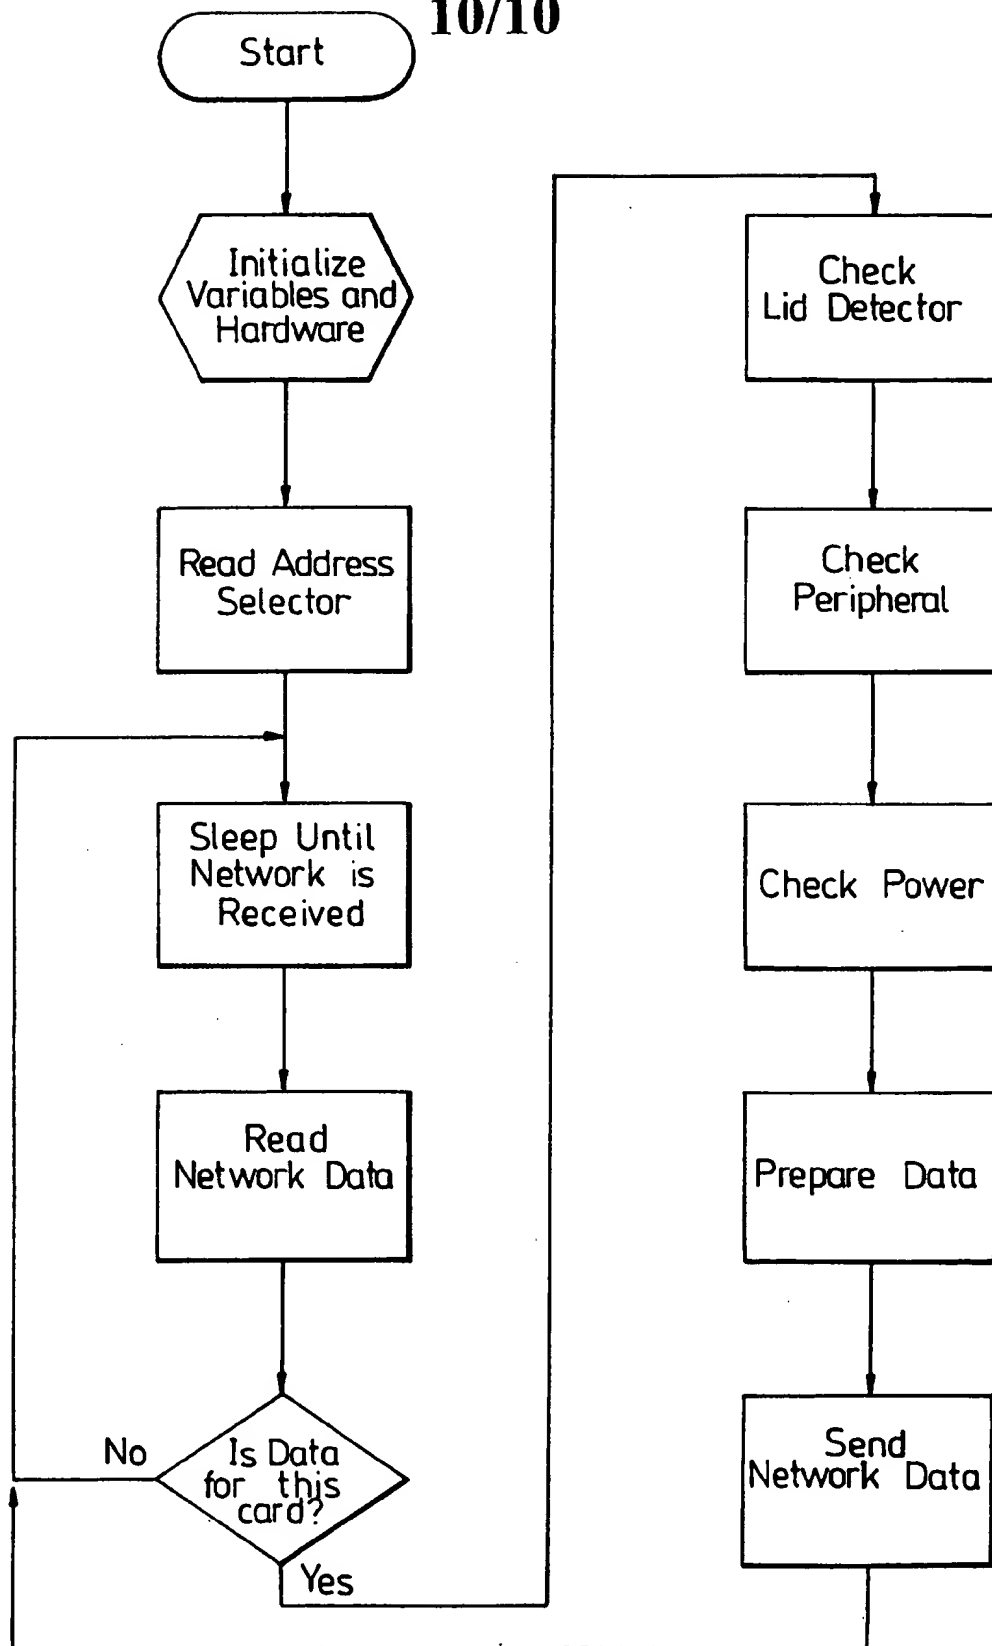 10/10
Start
Initialize
Variables and
Hardware
Read Address
Selector
Sleep Until
Network is
Received
Read
Network Data
Is Data
for this
card?
No
Yes
Check
Lid Detector
Check
Peripheral
Check Power
Prepare Data
Send
Network Data